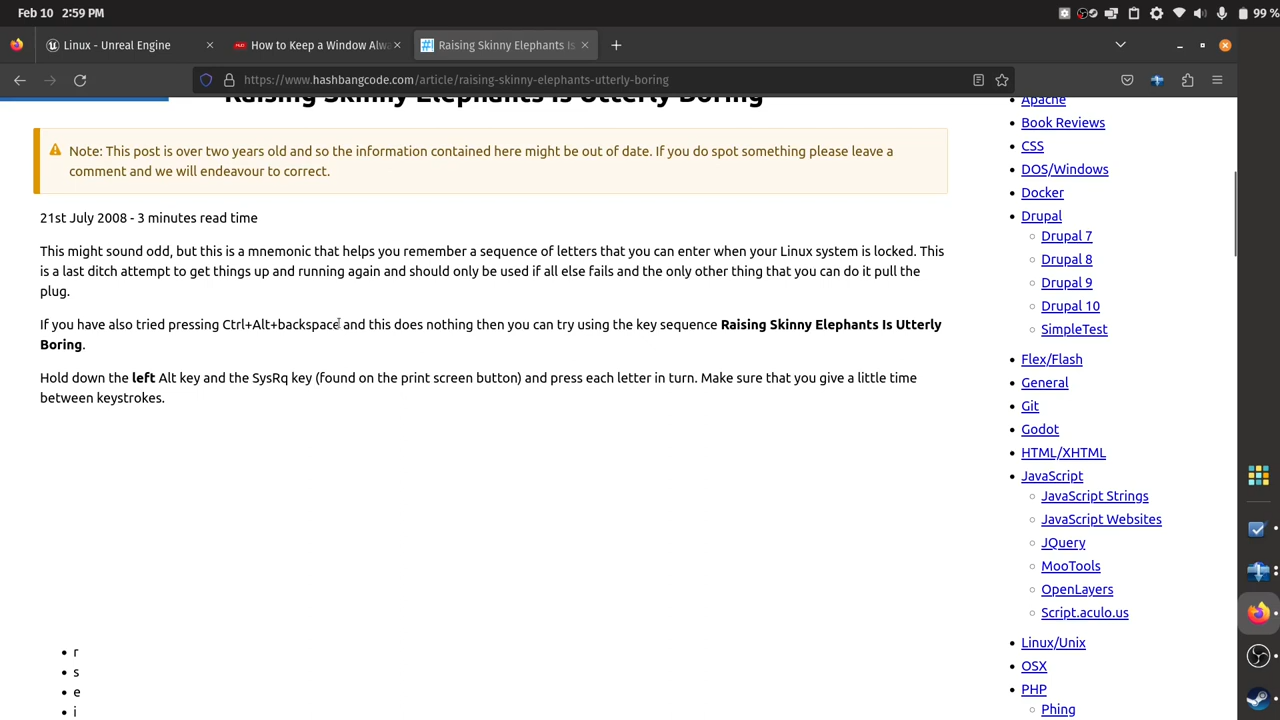 Feb 10 2:59 PM
99 %
Linux - Unreal Engine
How to Keep a Window Alwa
Raising Skinny Elephants Is
https://www.hashbangcode.com/article/raising-skinny-elephants-utterly-boring
Raising Skinny Elephants Is Utterly Boring
Note: This post is over two years old and so the information contained here might be out of date. If you do spot something please leave a
comment and we will endeavour to correct.
21st July 2008 - 3 minutes read time
This might sound odd, but this is a mnemonic that helps you remember a sequence of letters that you can enter when your Linux system is locked. This
is a last ditch attempt to get things up and running again and should only be used if all else fails and the only other thing that you can do it pull the
plug.
If you have also tried pressing Ctrl+Alt+backspace and this does nothing then you can try using the key sequence Raising Skinny Elephants Is Utterly
Boring.
Hold down the left Alt key and the SysRq key (found on the print screen button) and press each letter in turn. Make sure that you give a little time
between keystrokes.
r
s
e
i
Apache
Book Reviews
CSS
DOS/Windows
Docker
Drupal
Drupal 7
Drupal 8
Drupal 9
Drupal 10
SimpleTest
Flex/Flash
General
Git
Godot
HTML/XHTML
JavaScript
JavaScript Strings
JavaScript Websites
JQuery
MooTools
OpenLayers
Script.aculo.us
Linux/Unix
OSX
PHP
Phing